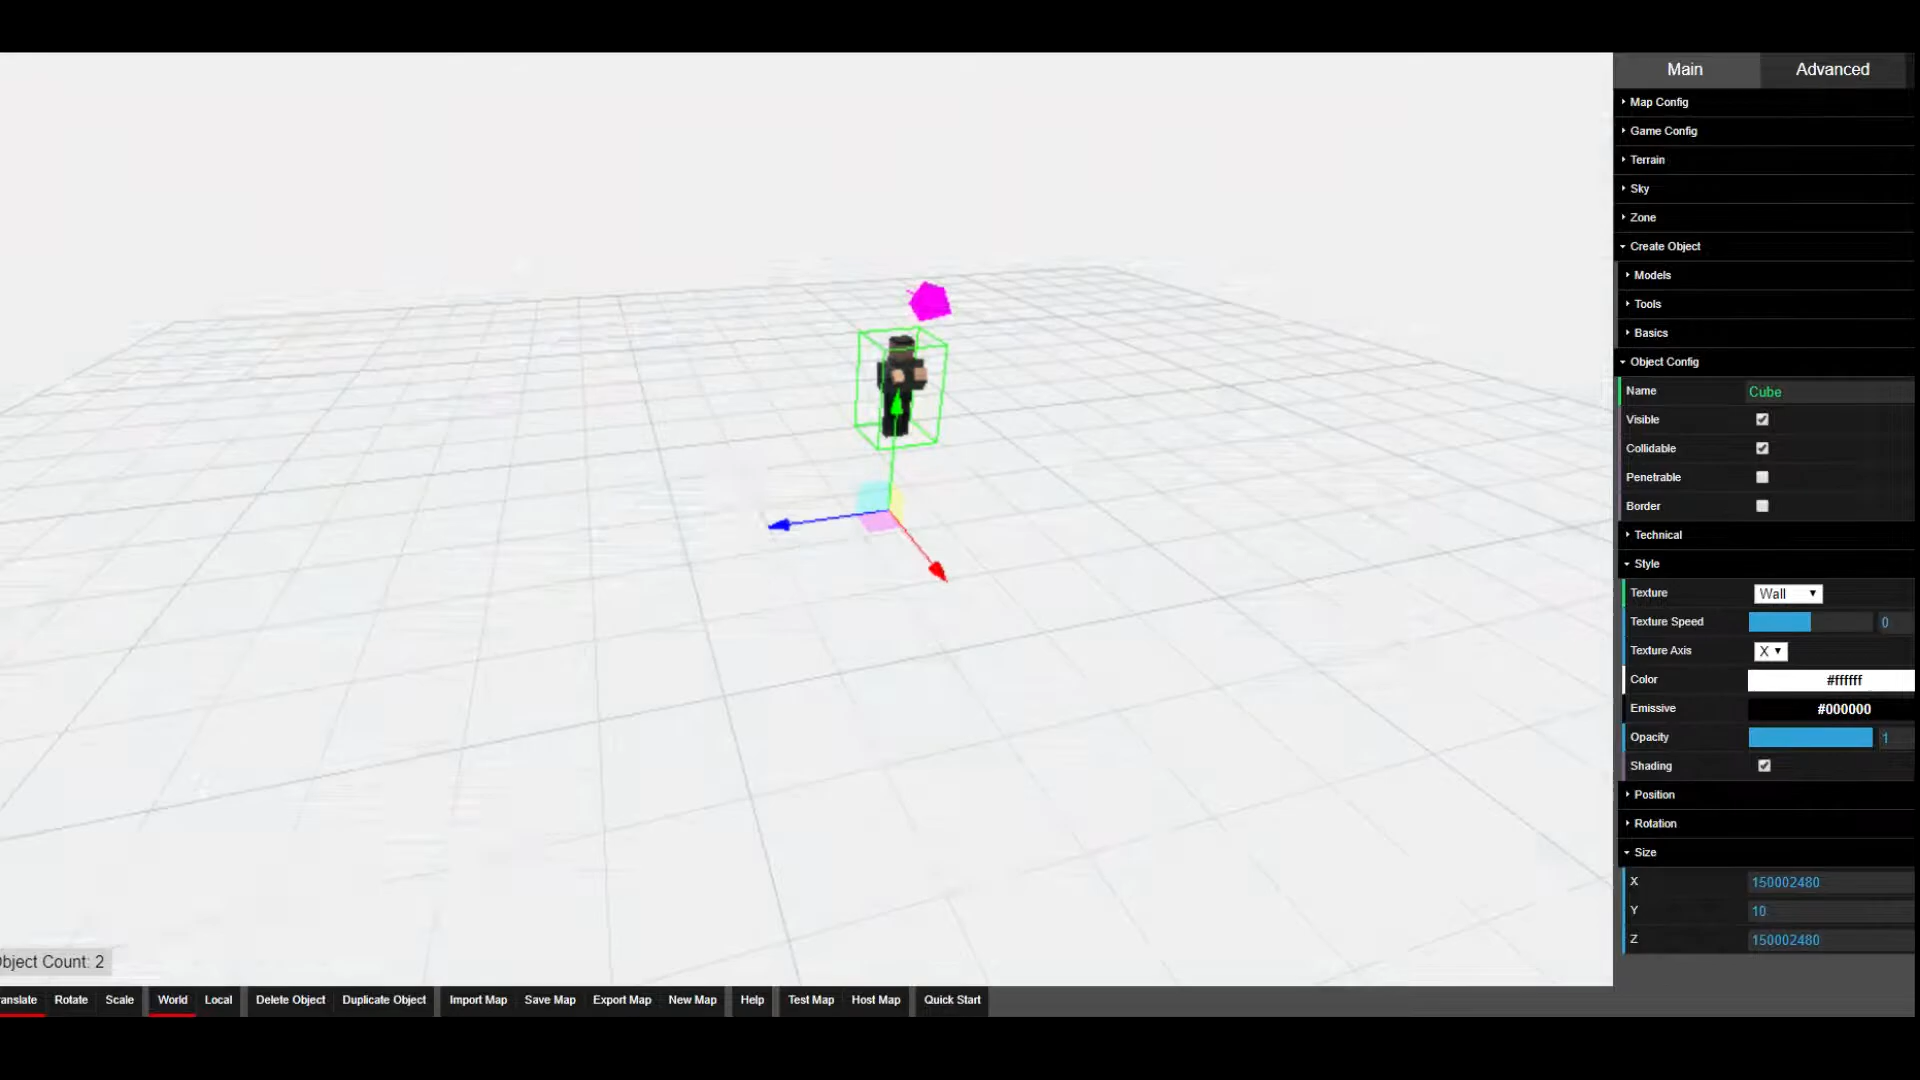 Main Advanced
Map Config
Game Config
Terrain
Sky
Zone
Create Object
Models
Tools
Basics
Object Config
Name Cube
Visible
Collidable
Penetrable
Border
Technical
Style
Texture Wall
Texture Speed 0
Texture Axis X
Color #ffffff
Emissive #000000
Opacity 1
Shading
Position
Rotation
Size
X 150002480
Y 10
Z 150002480
bject Count: 2
anslate Rotate Scale World Local Delete Object Duplicate Object Import Map Save Map Export Map New Map Help Test Map Host Map Quick Start